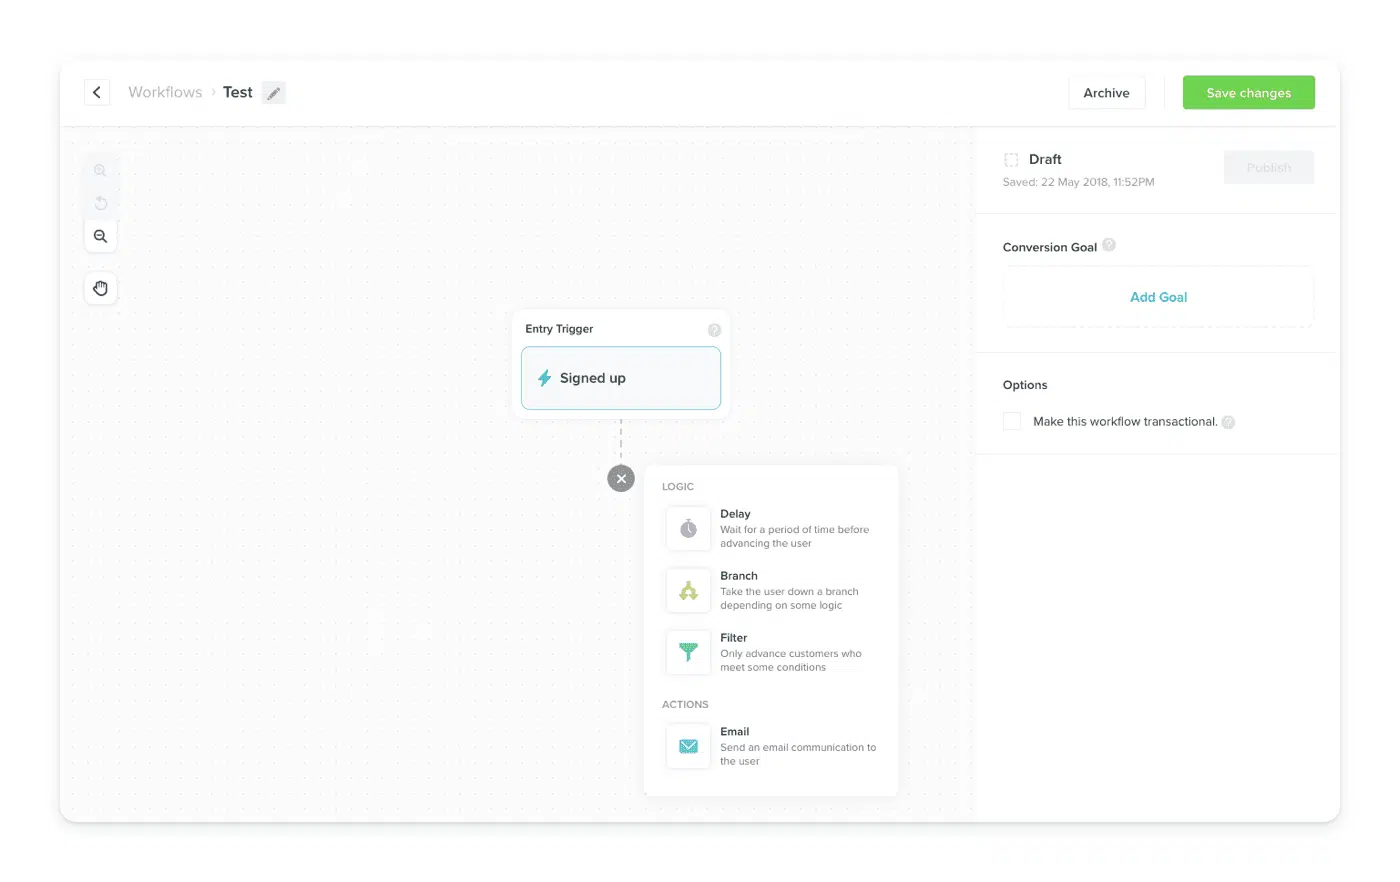 Workflows › Test
Archive
Save changes
Draft
Publish
Saved: 22 May 2018, 11:52PM
Conversion Goal ?
Add Goal
Options
Make this workflow transactional. ?
Entry Trigger ?
Signed up
LOGIC
Delay
Wait for a period of time before
advancing the user
Branch
Take the user down a branch
depending on some logic
Filter
Only advance customers who
meet some conditions
ACTIONS
Email
Send an email communication to
the user